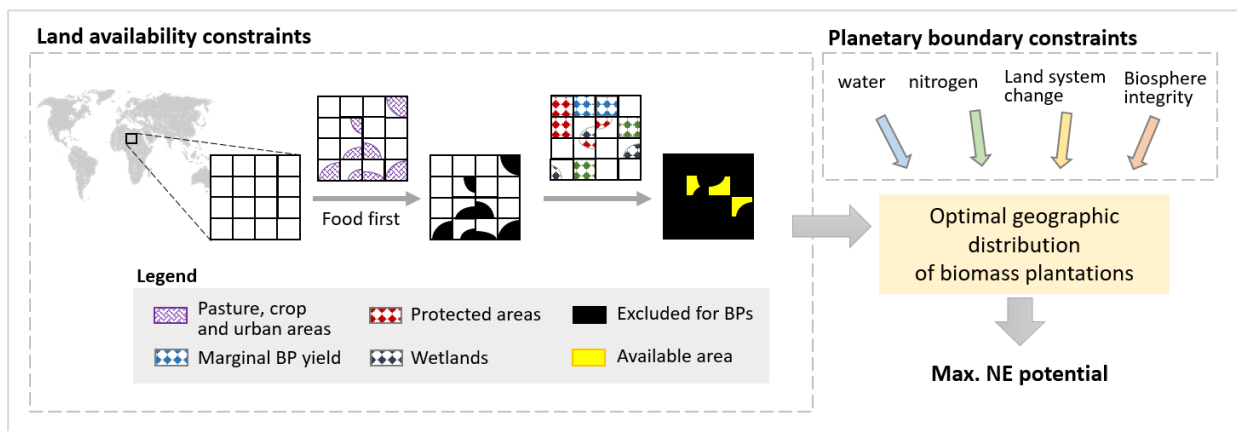 Land availability constraints
Food first
Legend
Pasture, crop
and urban areas
Protected areas
Excluded for BPs
Marginal BP yield
Wetlands
Available area
Planetary boundary constraints
water
nitrogen
Land system
change
Biosphere
integrity
Optimal geographic
distribution
of biomass plantations
Max. NE potential